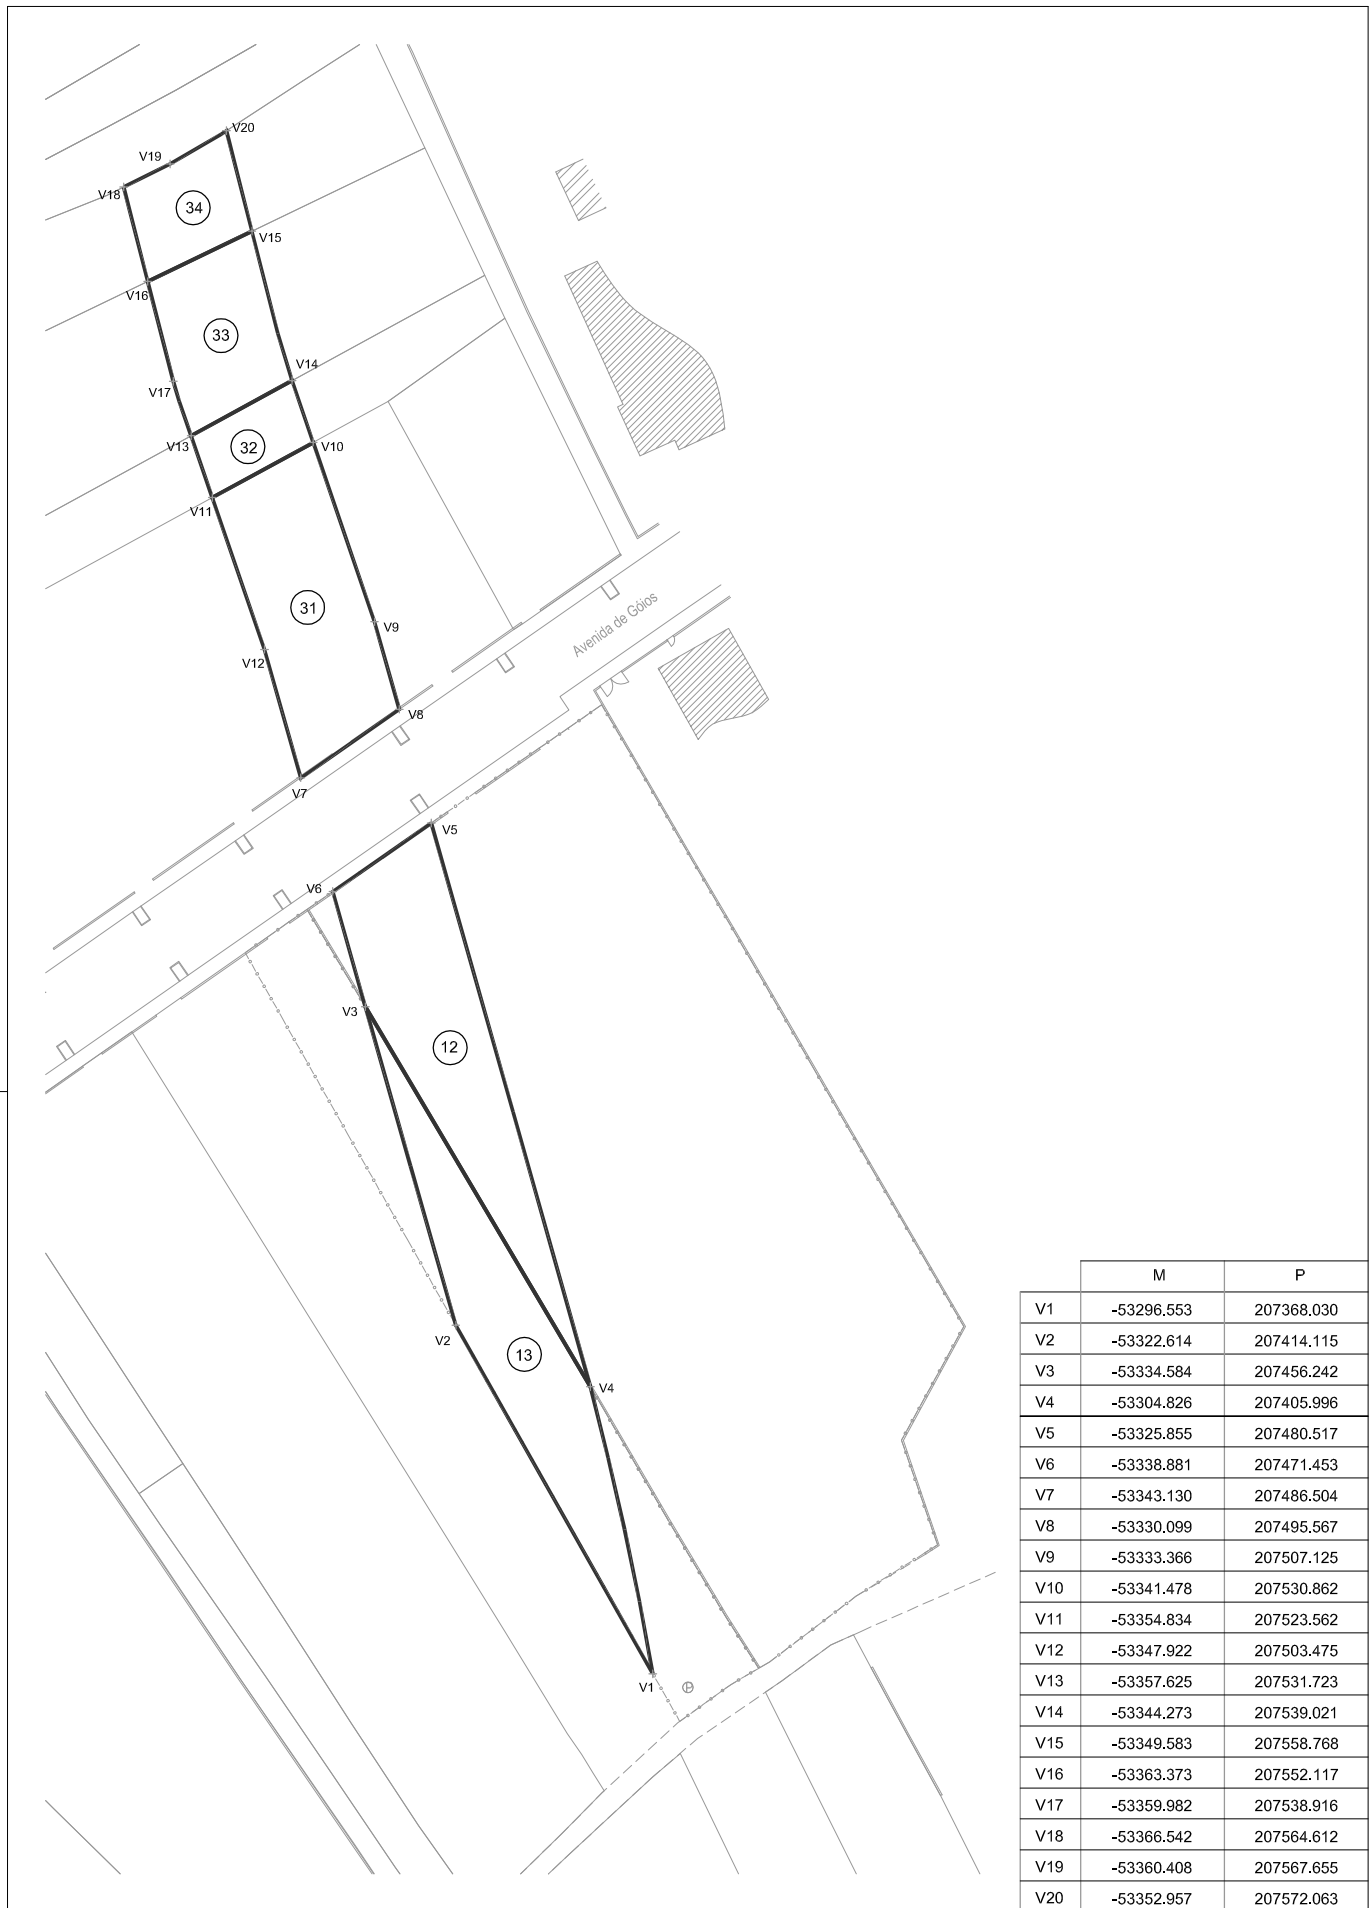 V20
V19
V18
34
V15
V16
33
V14
V17
V13
32
V10
V11
31
V9
V12
Avenida de Góios
V8
V7
V5
V6
V3
12
V2
13
V4
V1
M P
V1 -53296.553 207368.030
V2 -53322.614 207414.115
V3 -53334.584 207456.242
V4 -53304.826 207405.996
V5 -53325.855 207480.517
V6 -53338.881 207471.453
V7 -53343.130 207486.504
V8 -53330.099 207495.567
V9 -53333.366 207507.125
V10 -53341.478 207530.862
V11 -53354.834 207523.562
V12 -53347.922 207503.475
V13 -53357.625 207531.723
V14 -53344.273 207539.021
V15 -53349.583 207558.768
V16 -53363.373 207552.117
V17 -53359.982 207538.916
V18 -53366.542 207564.612
V19 -53360.408 207567.655
V20 -53352.957 207572.063